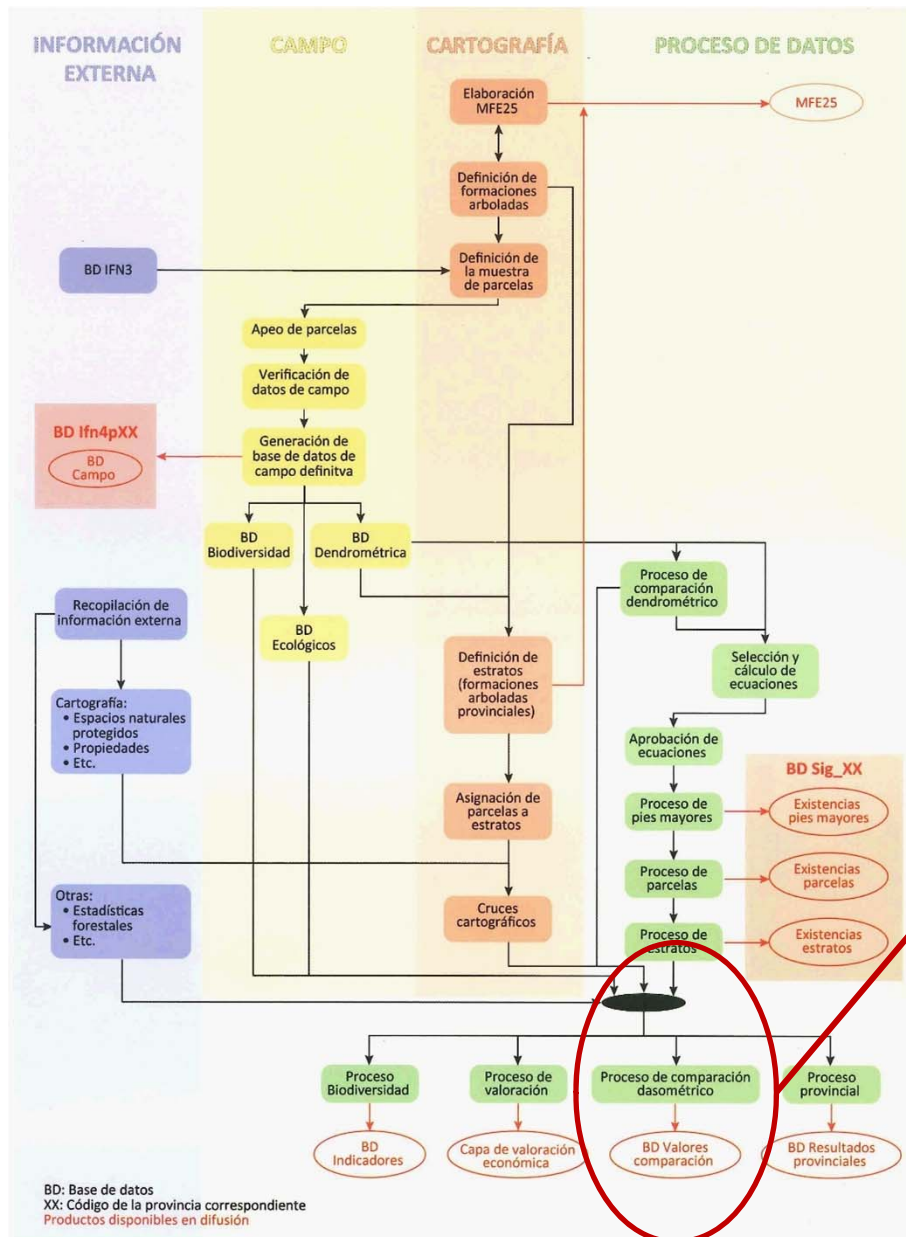 INFORMACIÓN
EXTERNA
CAMPO
CARTOGRAFÍA
PROCESO DE DATOS
Elaboración
MFE25
MFE25
Definición de
formaciones
arboladas
BD IFN3
Definición de
la muestra
de parcelas
Apeo de parcelas
Verificación de
datos de campo
BD Ifn4pXX
BD
Campo
Generación de
base de datos de
campo definitva
BD
Biodiversidad
BD
Dendrométrica
Proceso de
comparación
dendrométrico
Recopilación de
información externa
BD
Ecológicos
Definición de
estratos
(formaciones
arboladas
provinciales)
Selección y
cálculo de
ecuaciones
Cartografía:
• Espacios naturales
protegidos
• Propiedades
• Etc.
Aprobación de
ecuaciones
BD Sig_XX
Asignación de
parcelas a
estratos
Proceso de
pies mayores
Existencias
pies mayores
Proceso de
parcelas
Existencias
parcelas
Otras:
• Estadísticas
forestales
• Etc.
Cruces
cartográficos
Proceso de
estratos
Existencias
estratos
Proceso
Biodiversidad
Proceso de
valoración
Proceso de comparación
dasométrico
Proceso
provincial
BD
Indicadores
Capa de valoración
económica
BD Valores
comparación
BD Resultados
provinciales
BD: Base de datos
XX: Código de la provincia correspondiente
Productos disponibles en difusión